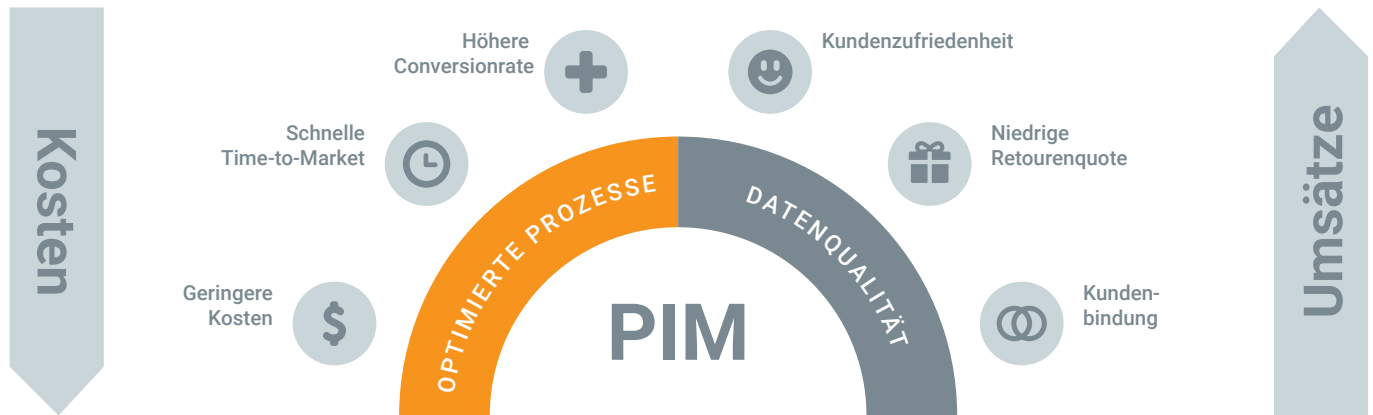 Kosten
Höhere
Conversionrate
Kundenzufriedenheit
Schnelle
Time-to-Market
Niedrige
Retourenquote
Geringere
Kosten
Kunden-
bindung
OPTIMIERTE PROZESSE
DATENQUALITÄT
PIM
Umsätze